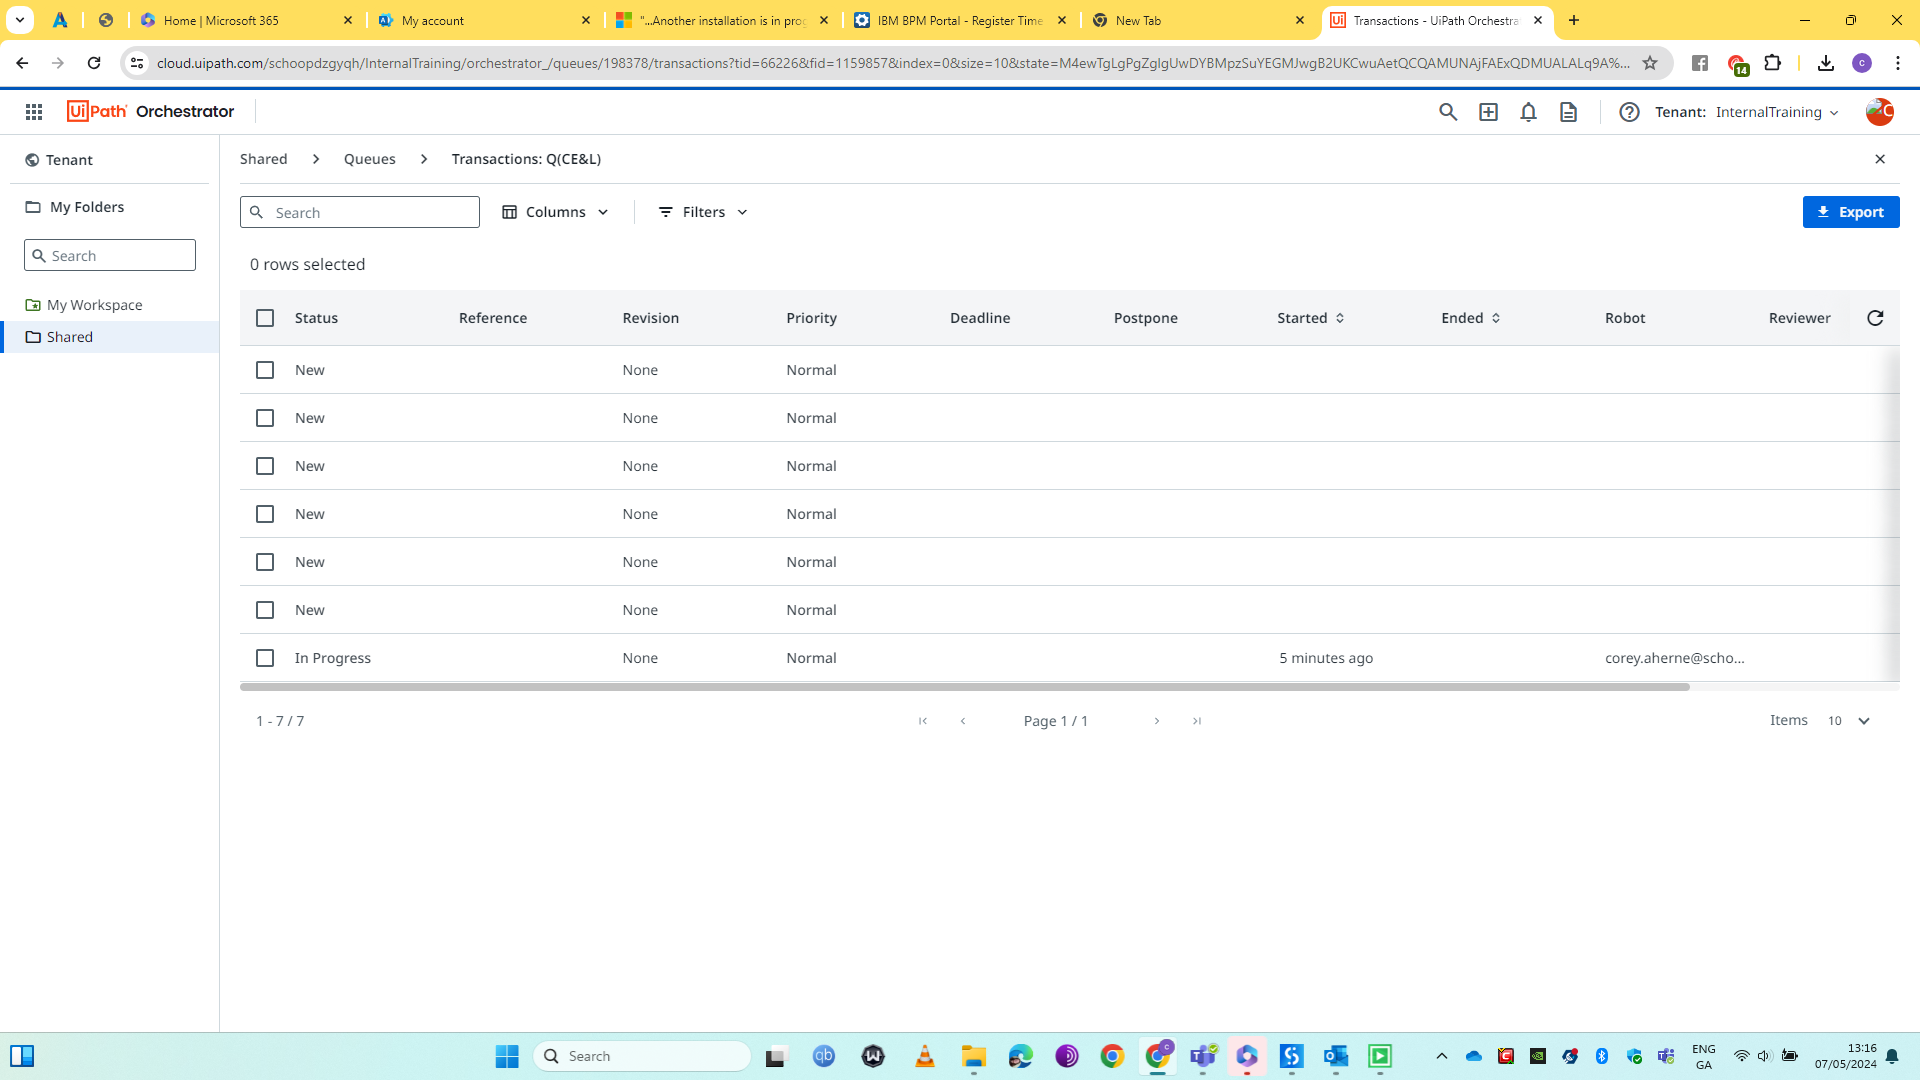 Home | Microsoft 365
My account
"...Another installation is in prog
IBM BPM Portal - Register Time
New Tab
Transactions - UiPath Orchestra
cloud.uipath.com/schoopdzgyqh/InternalTraining/orchestrator_/queues/198378/transactions?tid=66226&fid=1159857&index=0&size=10&state=M4ewTgLgPgZglgUwDYBMpzSuYEGMJwgB2UKCwuAetQCQAMUNAjFAExQDMUALALq9A%...
14
c
UiPath Orchestrator
Tenant: InternalTraining
C
Tenant
My Folders
Search
My Workspace
Shared
Shared > Queues > Transactions: Q(CE&L)
Search
Columns
Filters
Export
0 rows selected
Status Reference Revision Priority Deadline Postpone Started Ended Robot Reviewer
New None Normal
New None Normal
New None Normal
New None Normal
New None Normal
New None Normal
In Progress None Normal 5 minutes ago corey.aherne@scho...
1 - 7 / 7
Page 1 / 1
Items 10
Search
qb
ENG
GA
13:16
07/05/2024